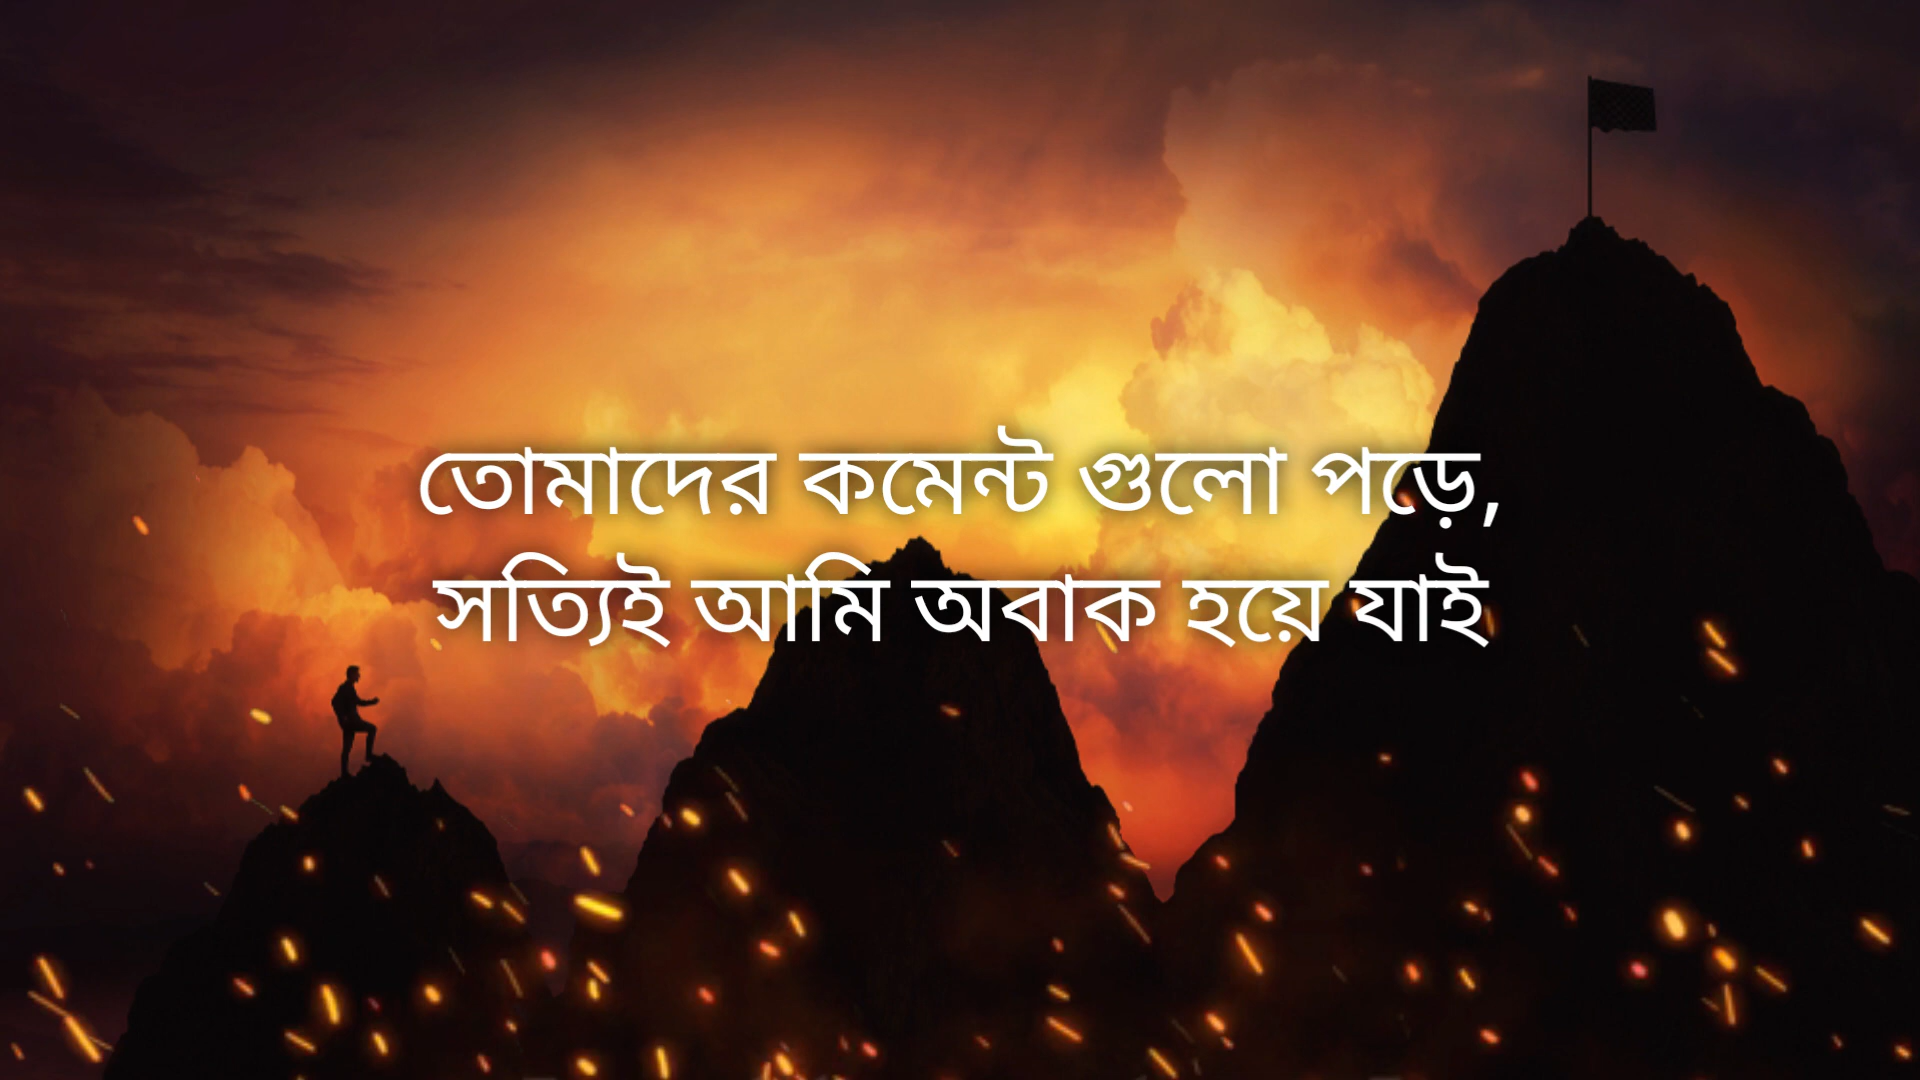 তোমাদের কমেন্ট গুলো পড়ে,
সত্যিই আমি অবাক হয়ে যাই